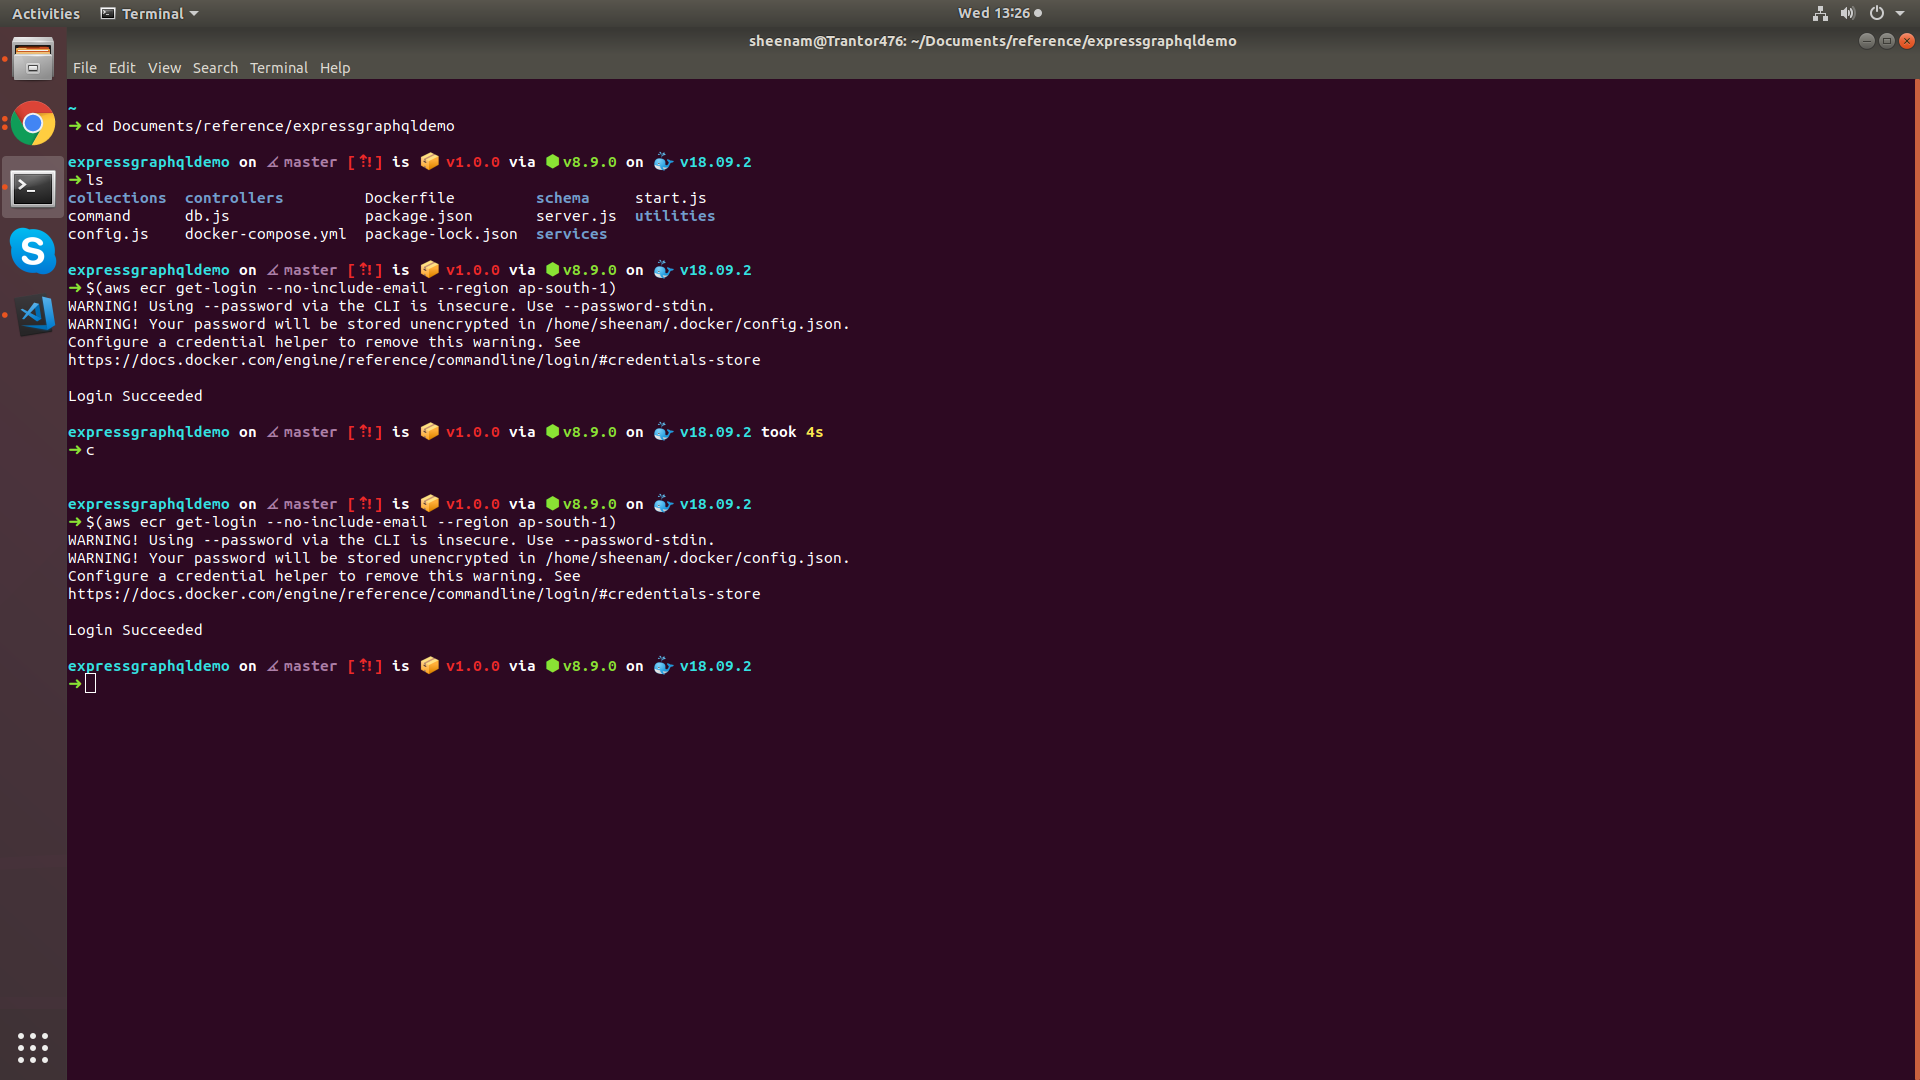 Activities Terminal Wed 13:26
sheenam@Trantor476: ~/Documents/reference/expressgraphqldemo
File Edit View Search Terminal Help
~
➜ cd Documents/reference/expressgraphqldemo
expressgraphqldemo on master [⇡!] is 📦 v1.0.0 via ⬢ v8.9.0 on 🐳 v18.09.2
➜ ls
collections controllers Dockerfile schema start.js
command db.js package.json server.js utilities
config.js docker-compose.yml package-lock.json services
expressgraphqldemo on master [⇡!] is 📦 v1.0.0 via ⬢ v8.9.0 on 🐳 v18.09.2
➜ $(aws ecr get-login --no-include-email --region ap-south-1)
WARNING! Using --password via the CLI is insecure. Use --password-stdin.
WARNING! Your password will be stored unencrypted in /home/sheenam/.docker/config.json.
Configure a credential helper to remove this warning. See
https://docs.docker.com/engine/reference/commandline/login/#credentials-store
Login Succeeded
expressgraphqldemo on master [⇡!] is 📦 v1.0.0 via ⬢ v8.9.0 on 🐳 v18.09.2 took 4s
➜ c
expressgraphqldemo on master [⇡!] is 📦 v1.0.0 via ⬢ v8.9.0 on 🐳 v18.09.2
➜ $(aws ecr get-login --no-include-email --region ap-south-1)
WARNING! Using --password via the CLI is insecure. Use --password-stdin.
WARNING! Your password will be stored unencrypted in /home/sheenam/.docker/config.json.
Configure a credential helper to remove this warning. See
https://docs.docker.com/engine/reference/commandline/login/#credentials-store
Login Succeeded
expressgraphqldemo on master [⇡!] is 📦 v1.0.0 via ⬢ v8.9.0 on 🐳 v18.09.2
➜